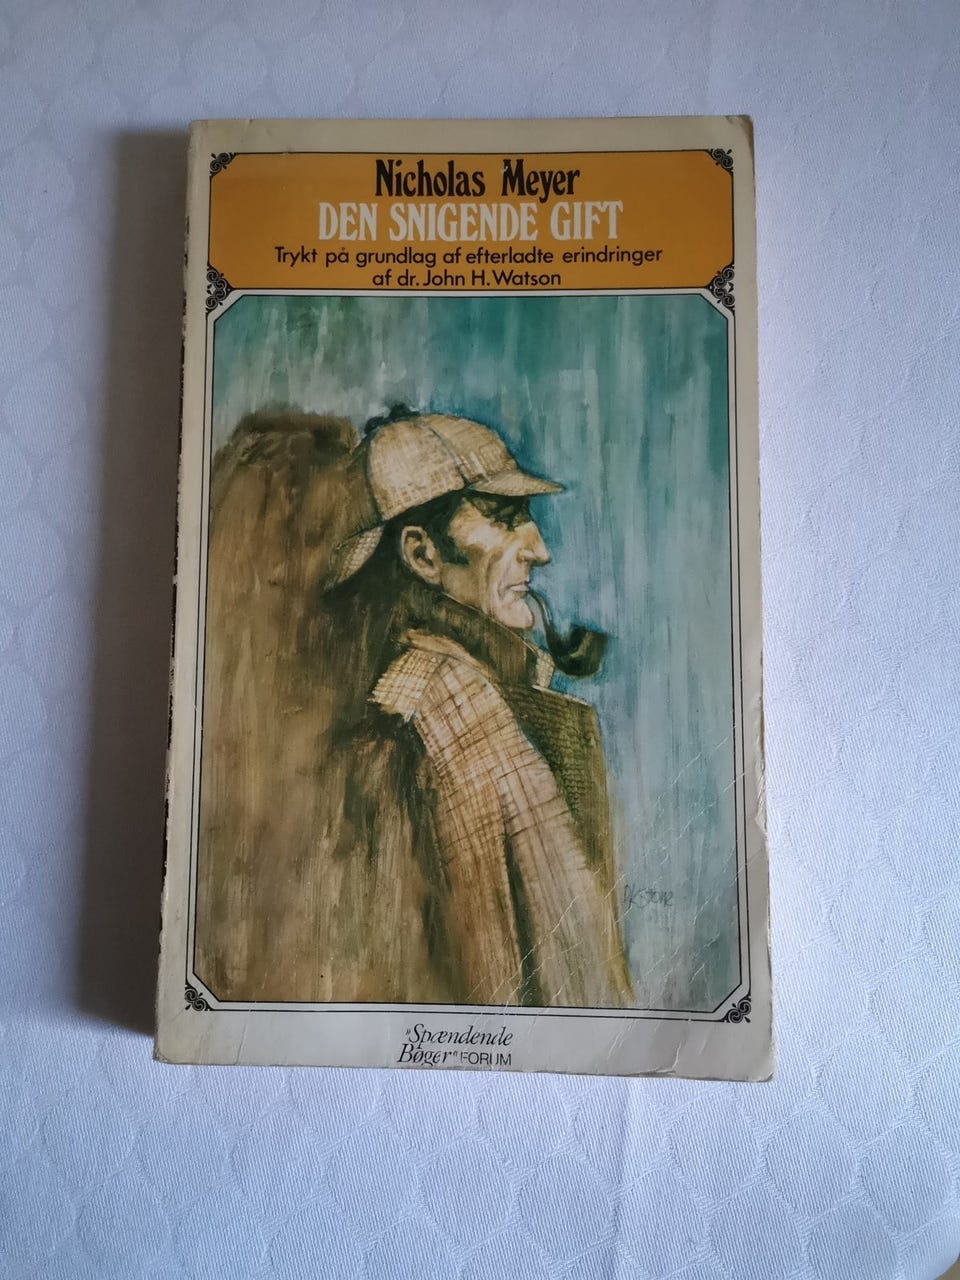 Nicholas Meyer
DEN SNIGENDE GIFT
Trykt på grundlag af efterladte erindringer
af dr. John H. Watson
"Spændende
Bøger" FORUM